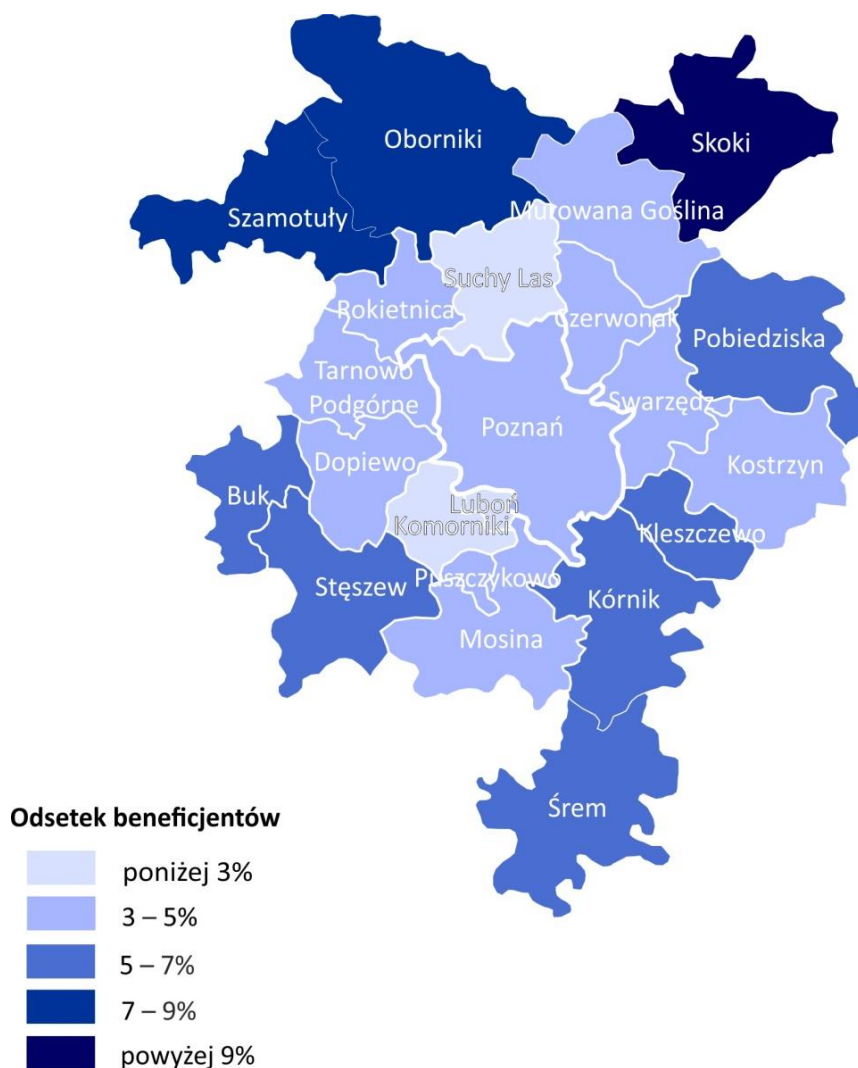 Oborniki
Skoki
Szamotuły
Murowana Goślina
Suchy Las
Rokietnica
Czerwonak
Pobiedziska
Tarnowo
Podgórne
Swarzędz
Poznań
Dopiewo
Kostrzyn
Buk
Luboń
Komorniki
Kleszczewo
Stęszew
Puszczykowo
Kórnik
Mosina
Śrem
Odsetek beneficjentów
poniżej 3%
3 – 5%
5 – 7%
7 – 9%
powyżej 9%